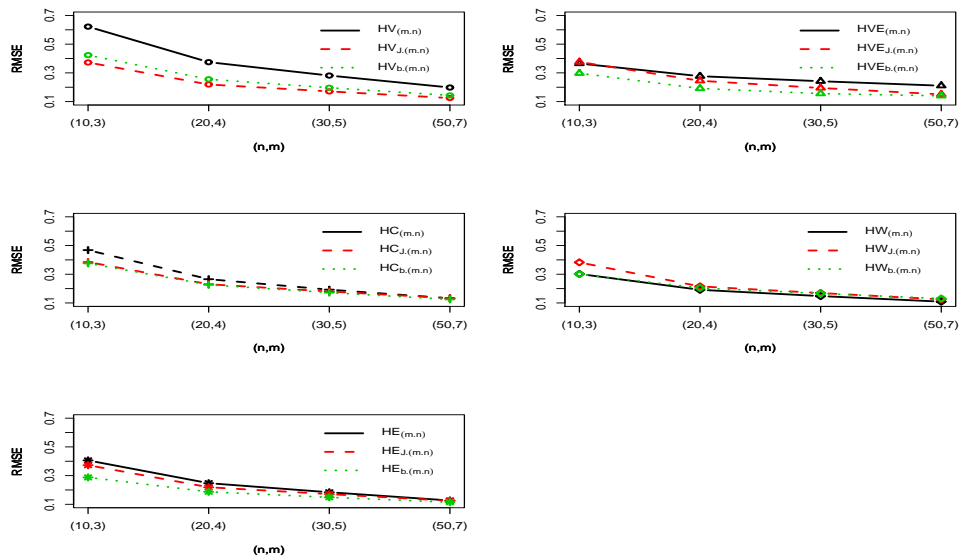 RMSE
0.1 0.3 0.5 0.7
HV(m.n)
HVJ.(m.n)
HVb.(m.n)
(10,3) (20,4) (30,5) (50,7)
(n,m)
RMSE
0.1 0.3 0.5 0.7
HVE(m.n)
HVEJ.(m.n)
HVEb.(m.n)
(10,3) (20,4) (30,5) (50,7)
(n,m)
RMSE
0.1 0.3 0.5 0.7
HC(m.n)
HCJ.(m.n)
HCb.(m.n)
(10,3) (20,4) (30,5) (50,7)
(n,m)
RMSE
0.1 0.3 0.5 0.7
HW(m.n)
HWJ.(m.n)
HWb.(m.n)
(10,3) (20,4) (30,5) (50,7)
(n,m)
RMSE
0.1 0.3 0.5 0.7
HE(m.n)
HEJ.(m.n)
HEb.(m.n)
(10,3) (20,4) (30,5) (50,7)
(n,m)